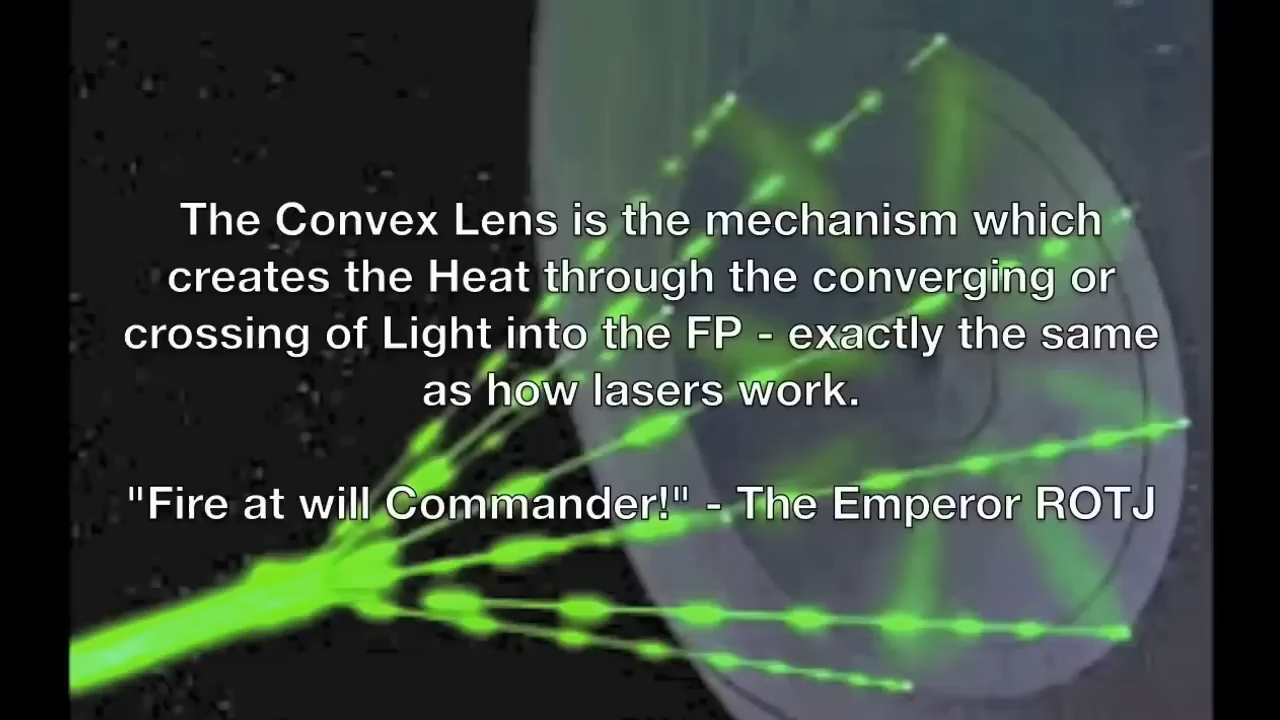 The Convex Lens is the mechanism which
creates the Heat through the converging or
crossing of Light into the FP - exactly the same
as how lasers work.
"Fire at will Commander!" - The Emperor ROTJ